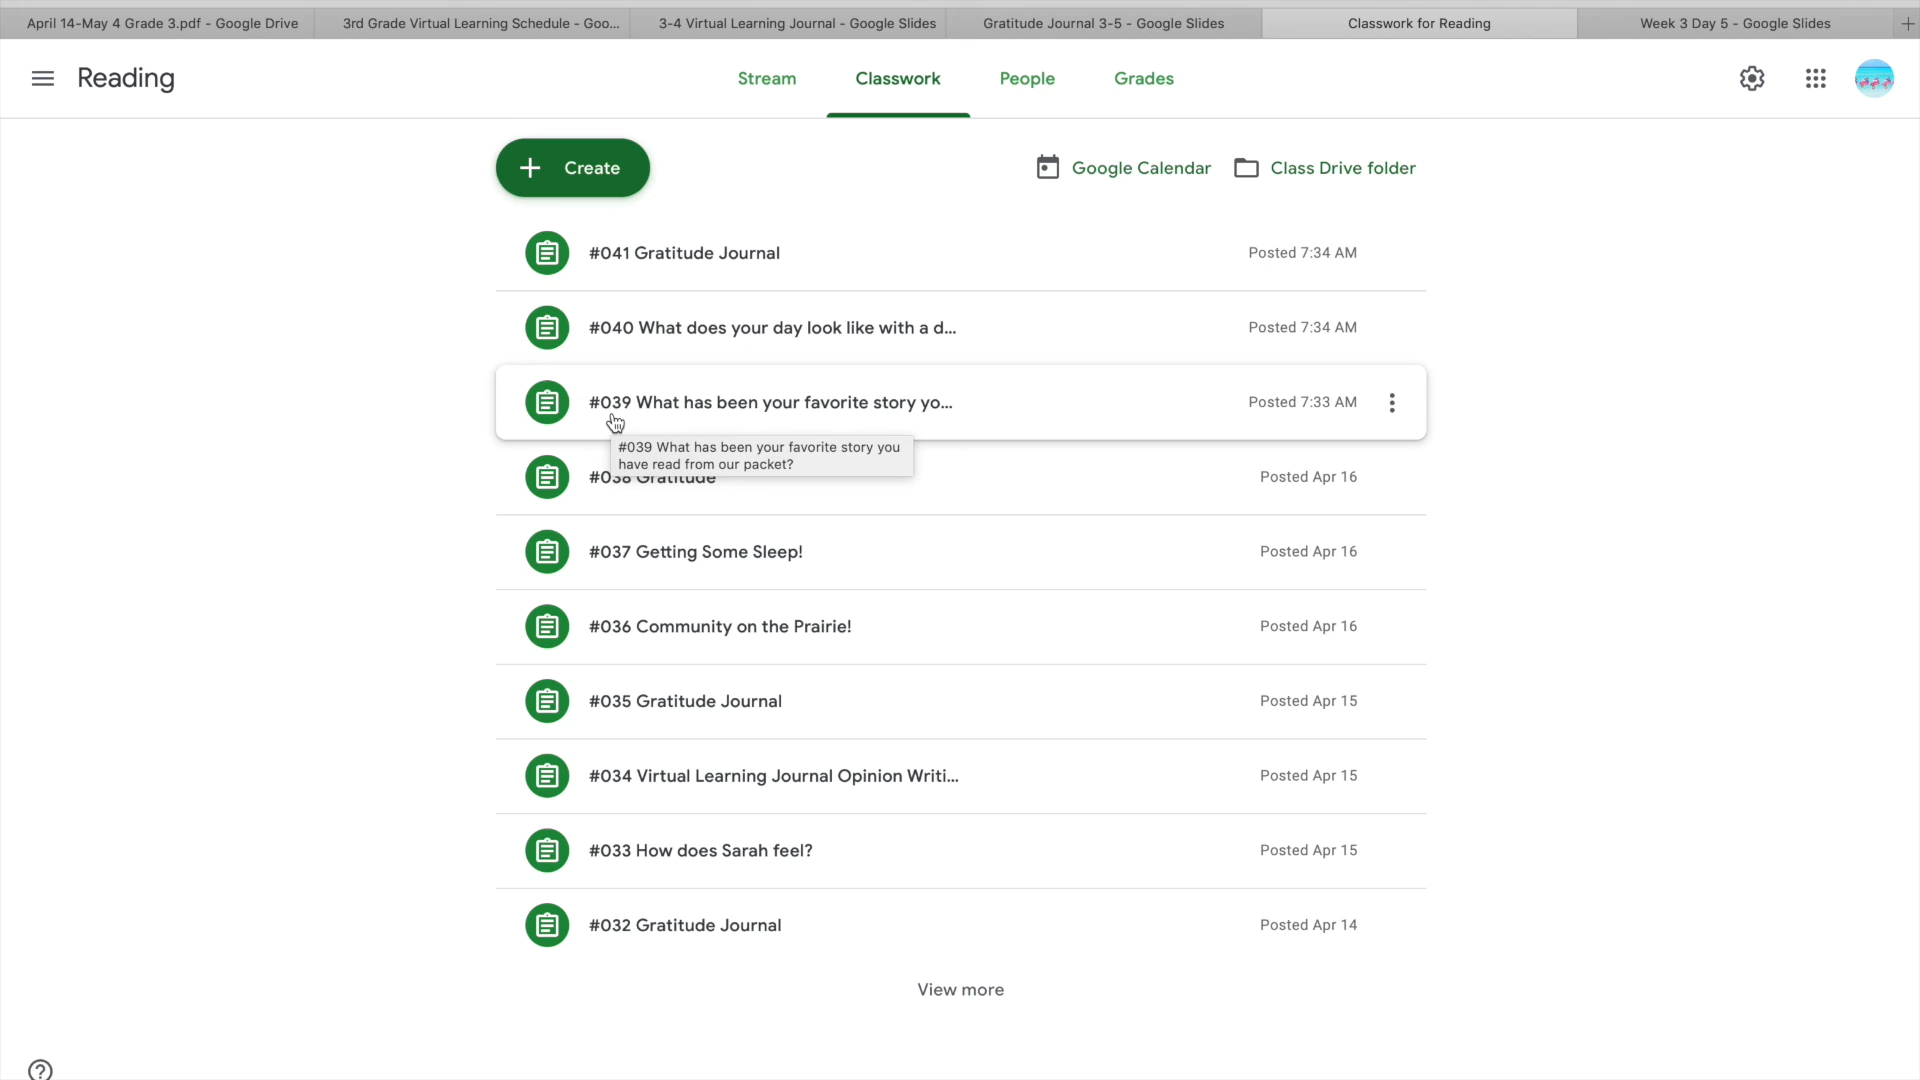 April 14-May 4 Grade 3.pdf - Google Drive
3rd Grade Virtual Learning Schedule - Goo...
3-4 Virtual Learning Journal - Google Slides
Gratitude Journal 3-5 - Google Slides
Classwork for Reading
Week 3 Day 5 - Google Slides
Reading
Stream
Classwork
People
Grades
Create
Google Calendar
Class Drive folder
#041 Gratitude Journal
Posted 7:34 AM
#040 What does your day look like with a d...
Posted 7:34 AM
#039 What has been your favorite story yo...
Posted 7:33 AM
#039 What has been your favorite story you
have read from our packet?
#038 Gratitude
Posted Apr 16
#037 Getting Some Sleep!
Posted Apr 16
#036 Community on the Prairie!
Posted Apr 16
#035 Gratitude Journal
Posted Apr 15
#034 Virtual Learning Journal Opinion Writi...
Posted Apr 15
#033 How does Sarah feel?
Posted Apr 15
#032 Gratitude Journal
Posted Apr 14
View more